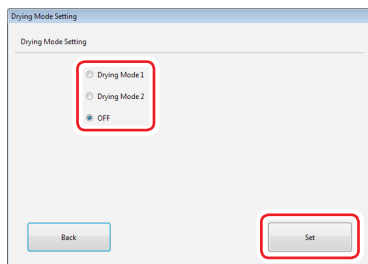 Drying Mode Setting
Drying Mode Setting
Drying Mode 1
Drying Mode 2
OFF
Back
Set